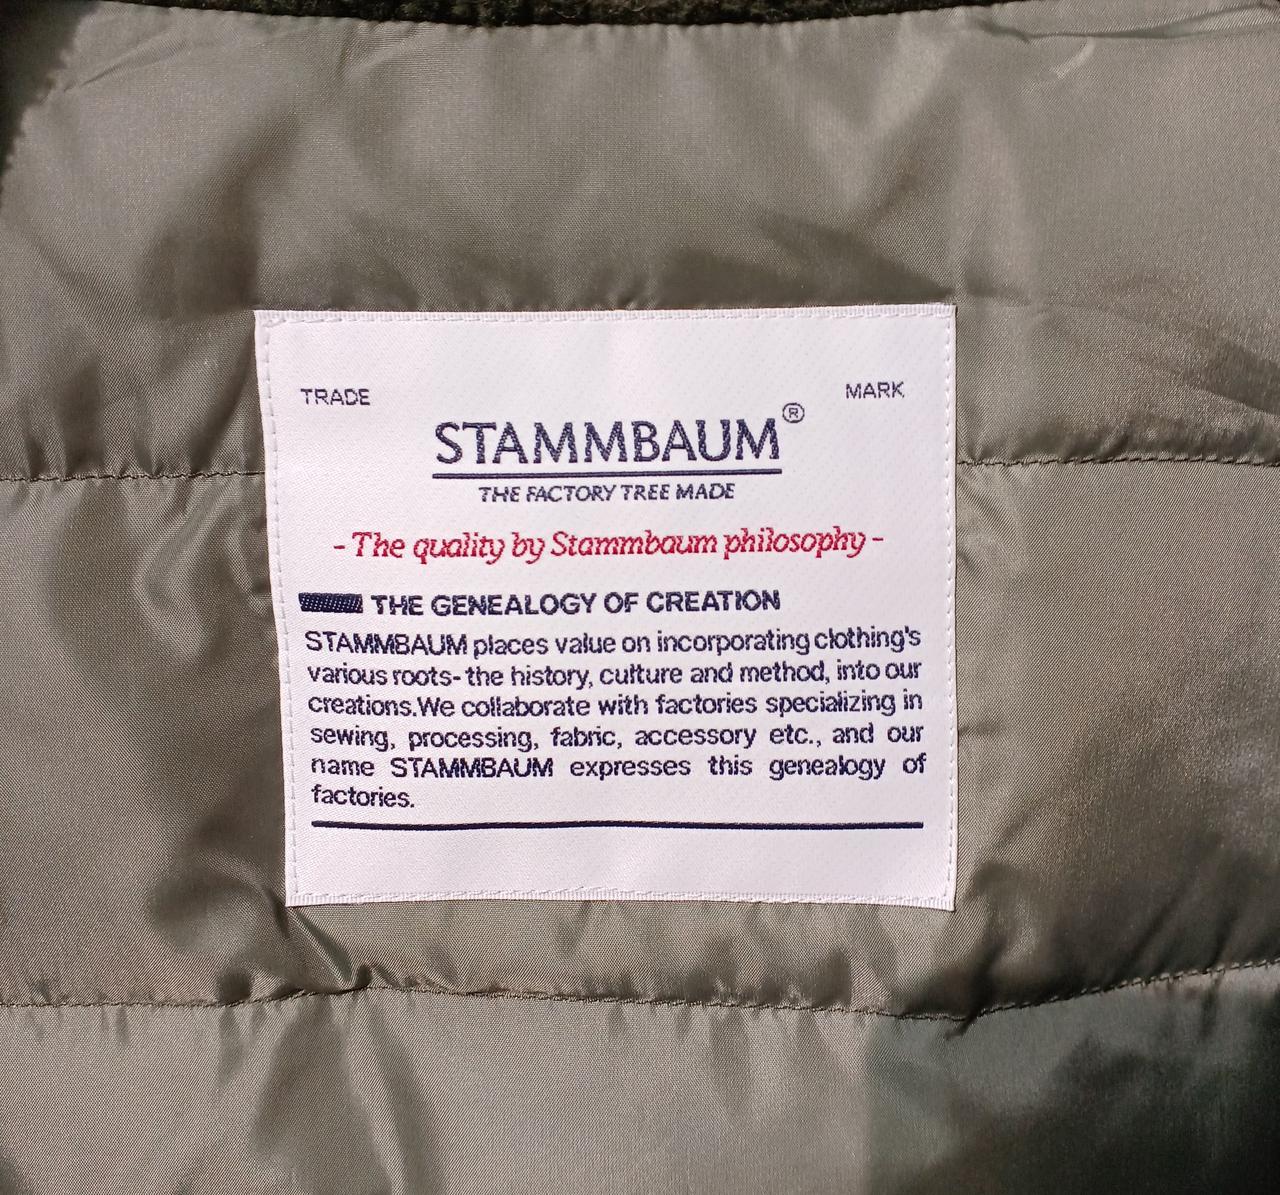 TRADE MARK
STAMMBAUM®
THE FACTORY TREE MADE
- The quality by Stammbaum philosophy -
THE GENEALOGY OF CREATION
STAMMBAUM places value on incorporating clothing's
various roots- the history, culture and method, into our
creations.We collaborate with factories specializing in
sewing, processing, fabric, accessory etc., and our
name STAMMBAUM expresses this genealogy of
factories.